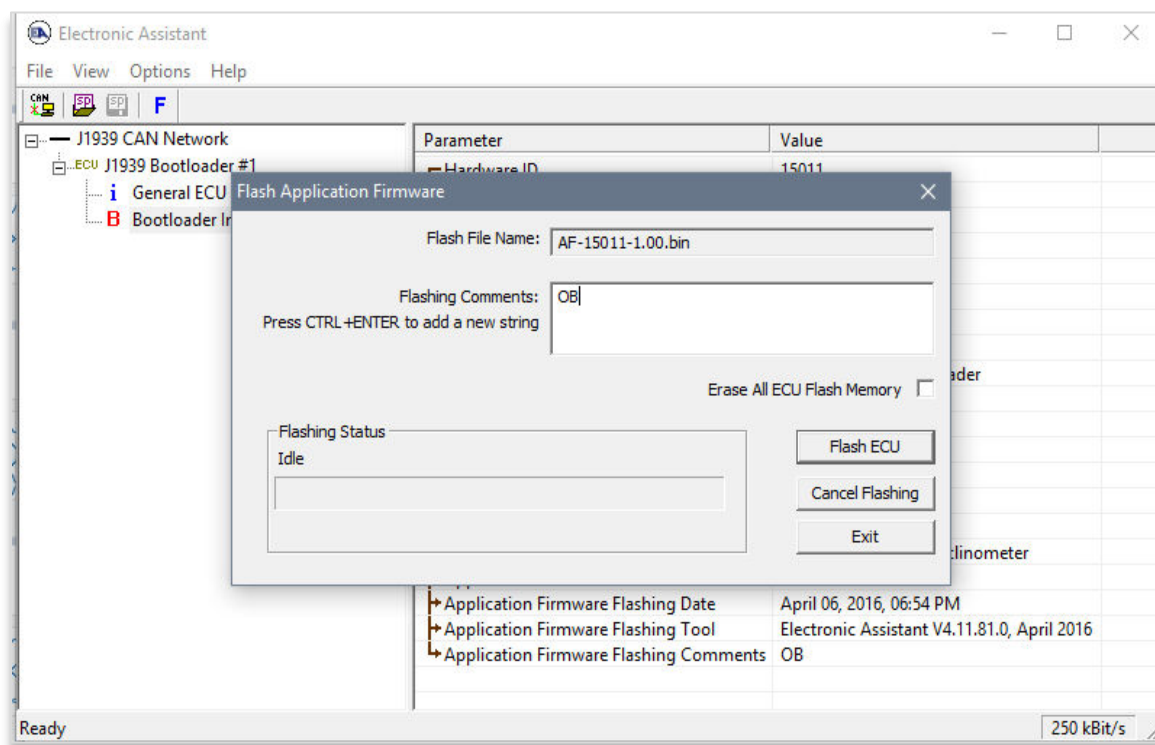 Electronic Assistant
File View Options Help
CAN SP SP F
J1939 CAN Network
ECU J1939 Bootloader #1
i General ECU
B Bootloader
Parameter Value
Hardware ID 15011
Flash Application Firmware
Flash File Name: AF-15011-1.00.bin
Flashing Comments: OB
Press CTRL+ENTER to add a new string
Erase All ECU Flash Memory
Flashing Status
Idle
Flash ECU
Cancel Flashing
Exit
Application Firmware Flashing Date April 06, 2016, 06:54 PM
Application Firmware Flashing Tool Electronic Assistant V4.11.81.0, April 2016
Application Firmware Flashing Comments OB
Ready 250 kBit/s